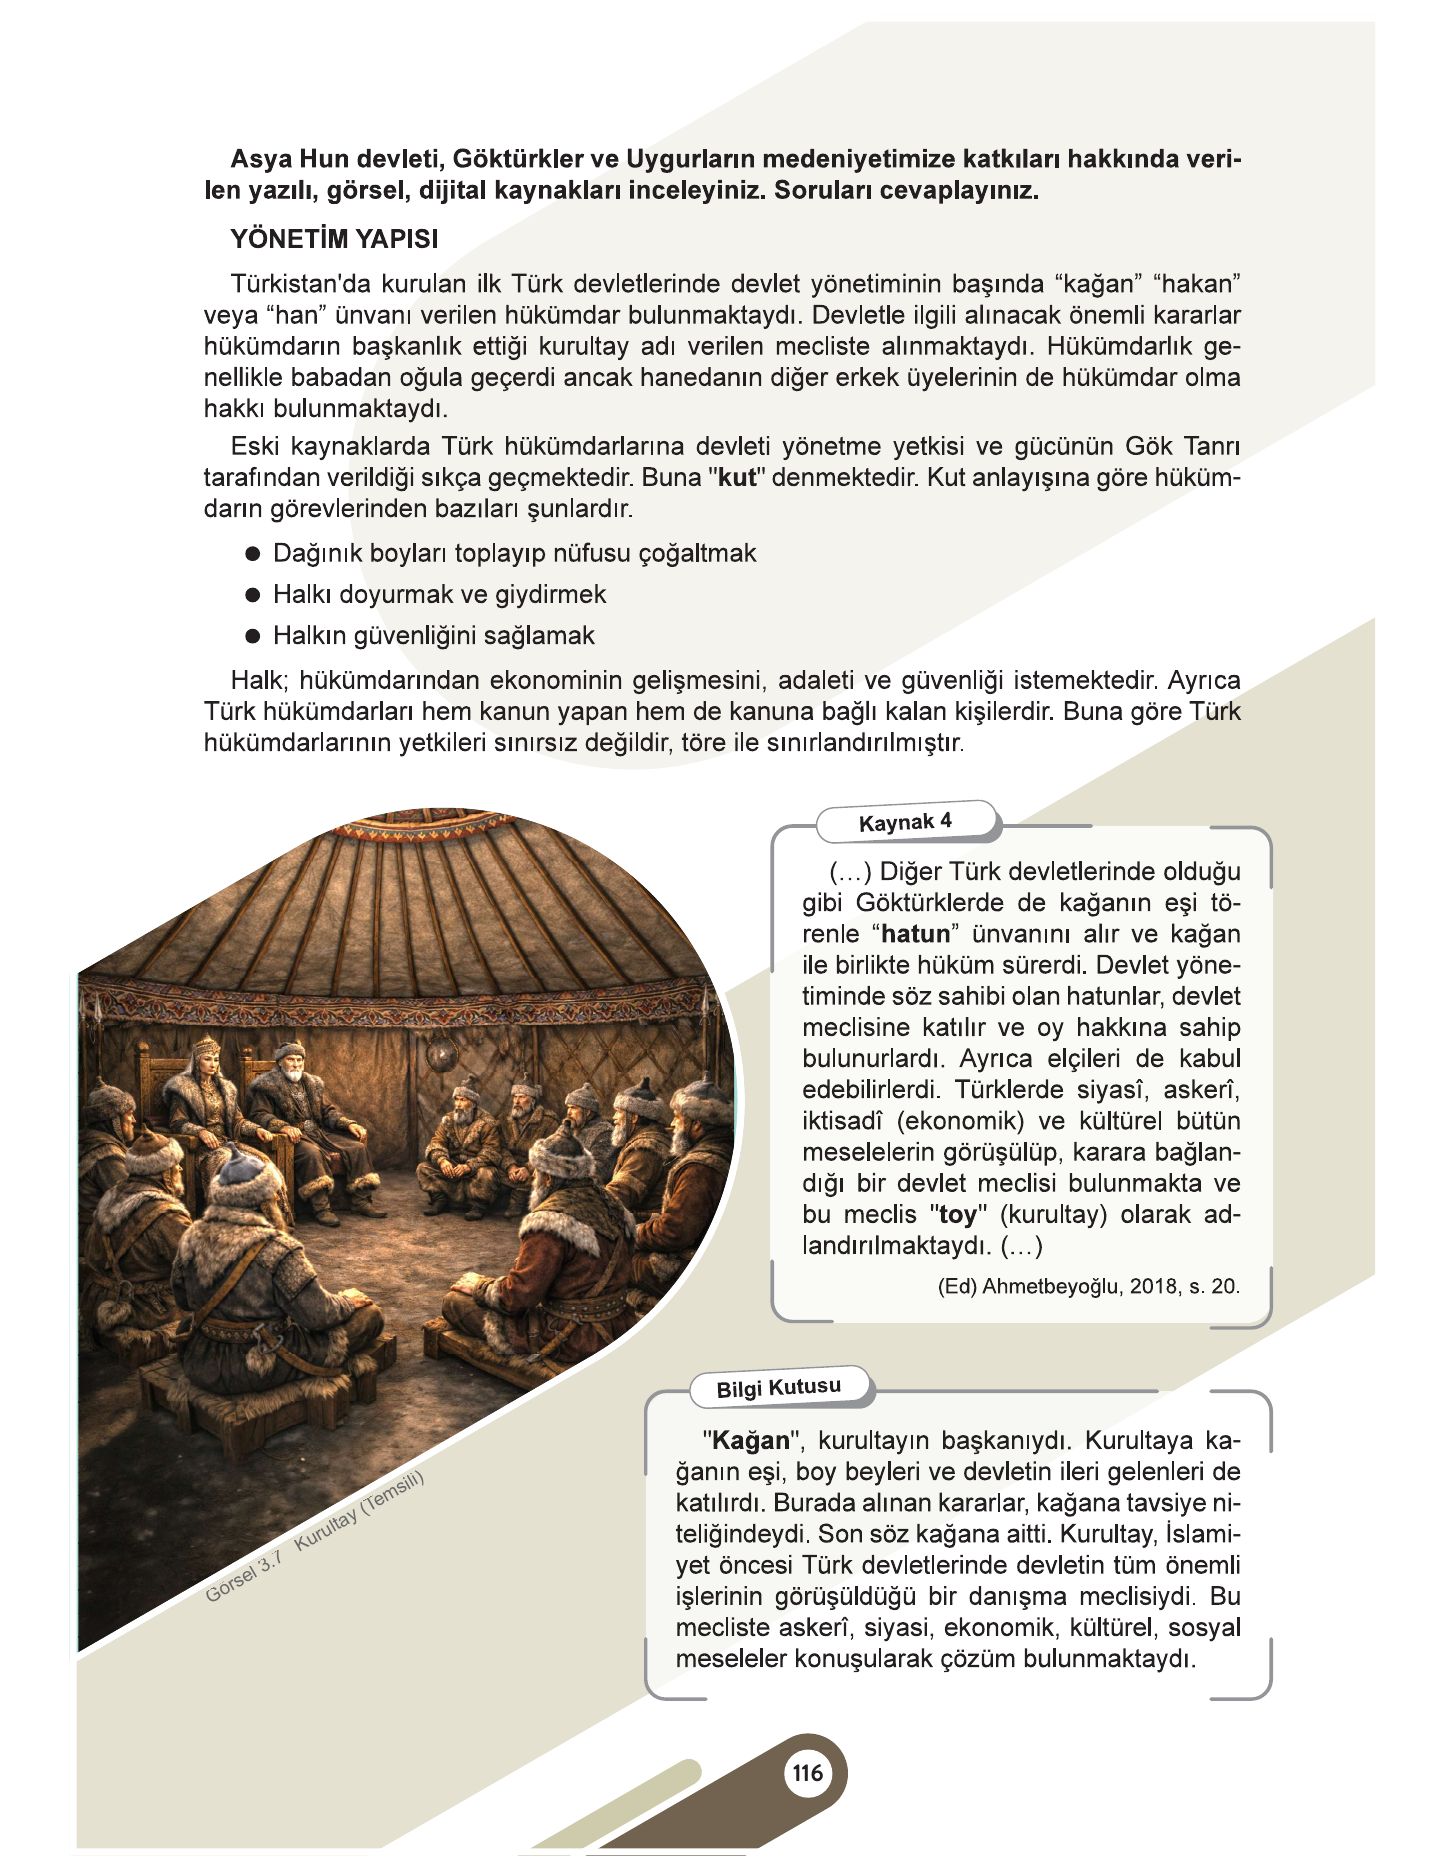 Asya Hun devleti, Göktürkler ve Uygurların medeniyetimize katkıları hakkında veri-
len yazılı, görsel, dijital kaynakları inceleyiniz. Soruları cevaplayınız.
YÖNETİM YAPISI
Türkistan'da kurulan ilk Türk devletlerinde devlet yönetiminin başında “kağan” “hakan”
veya “han” ünvanı verilen hükümdar bulunmaktaydı. Devletle ilgili alınacak önemli kararlar
hükümdarın başkanlık ettiği kurultay adı verilen mecliste alınmaktaydı. Hükümdarlık ge-
nellikle babadan oğula geçerdi ancak hanedanın diğer erkek üyelerinin de hükümdar olma
hakkı bulunmaktaydı.
Eski kaynaklarda Türk hükümdarlarına devleti yönetme yetkisi ve gücünün Gök Tanrı
tarafından verildiği sıkça geçmektedir. Buna "kut" denmektedir. Kut anlayışına göre hüküm-
darın görevlerinden bazıları şunlardır.
● Dağınık boyları toplayıp nüfusu çoğaltmak
● Halkı doyurmak ve giydirmek
● Halkın güvenliğini sağlamak
Halk; hükümdarından ekonominin gelişmesini, adaleti ve güvenliği istemektedir. Ayrıca
Türk hükümdarları hem kanun yapan hem de kanuna bağlı kalan kişilerdir. Buna göre Türk
hükümdarlarının yetkileri sınırsız değildir, töre ile sınırlandırılmıştır.
Kaynak 4
(...) Diğer Türk devletlerinde olduğu
gibi Göktürklerde de kağanın eşi tö-
renle “hatun” ünvanını alır ve kağan
ile birlikte hüküm sürerdi. Devlet yöne-
timinde söz sahibi olan hatunlar, devlet
meclisine katılır ve oy hakkına sahip
bulunurlardı. Ayrıca elçileri de kabul
edebilirlerdi. Türklerde siyasî, askerî,
iktisadî (ekonomik) ve kültürel bütün
meselelerin görüşülüp, karara bağlan-
dığı bir devlet meclisi bulunmakta ve
bu meclis "toy" (kurultay) olarak ad-
landırılmaktaydı. (...)
(Ed) Ahmetbeyoğlu, 2018, s. 20.
Görsel 3.7 Kurultay (Temsili)
Bilgi Kutusu
"Kağan", kurultayın başkanıydı. Kurultaya ka-
ğanın eşi, boy beyleri ve devletin ileri gelenleri de
katılırdı. Burada alınan kararlar, kağana tavsiye ni-
teliğindeydi. Son söz kağana aitti. Kurultay, İslami-
yet öncesi Türk devletlerinde devletin tüm önemli
işlerinin görüşüldüğü bir danışma meclisiydi. Bu
mecliste askerî, siyasi, ekonomik, kültürel, sosyal
meseleler konuşularak çözüm bulunmaktaydı.
116